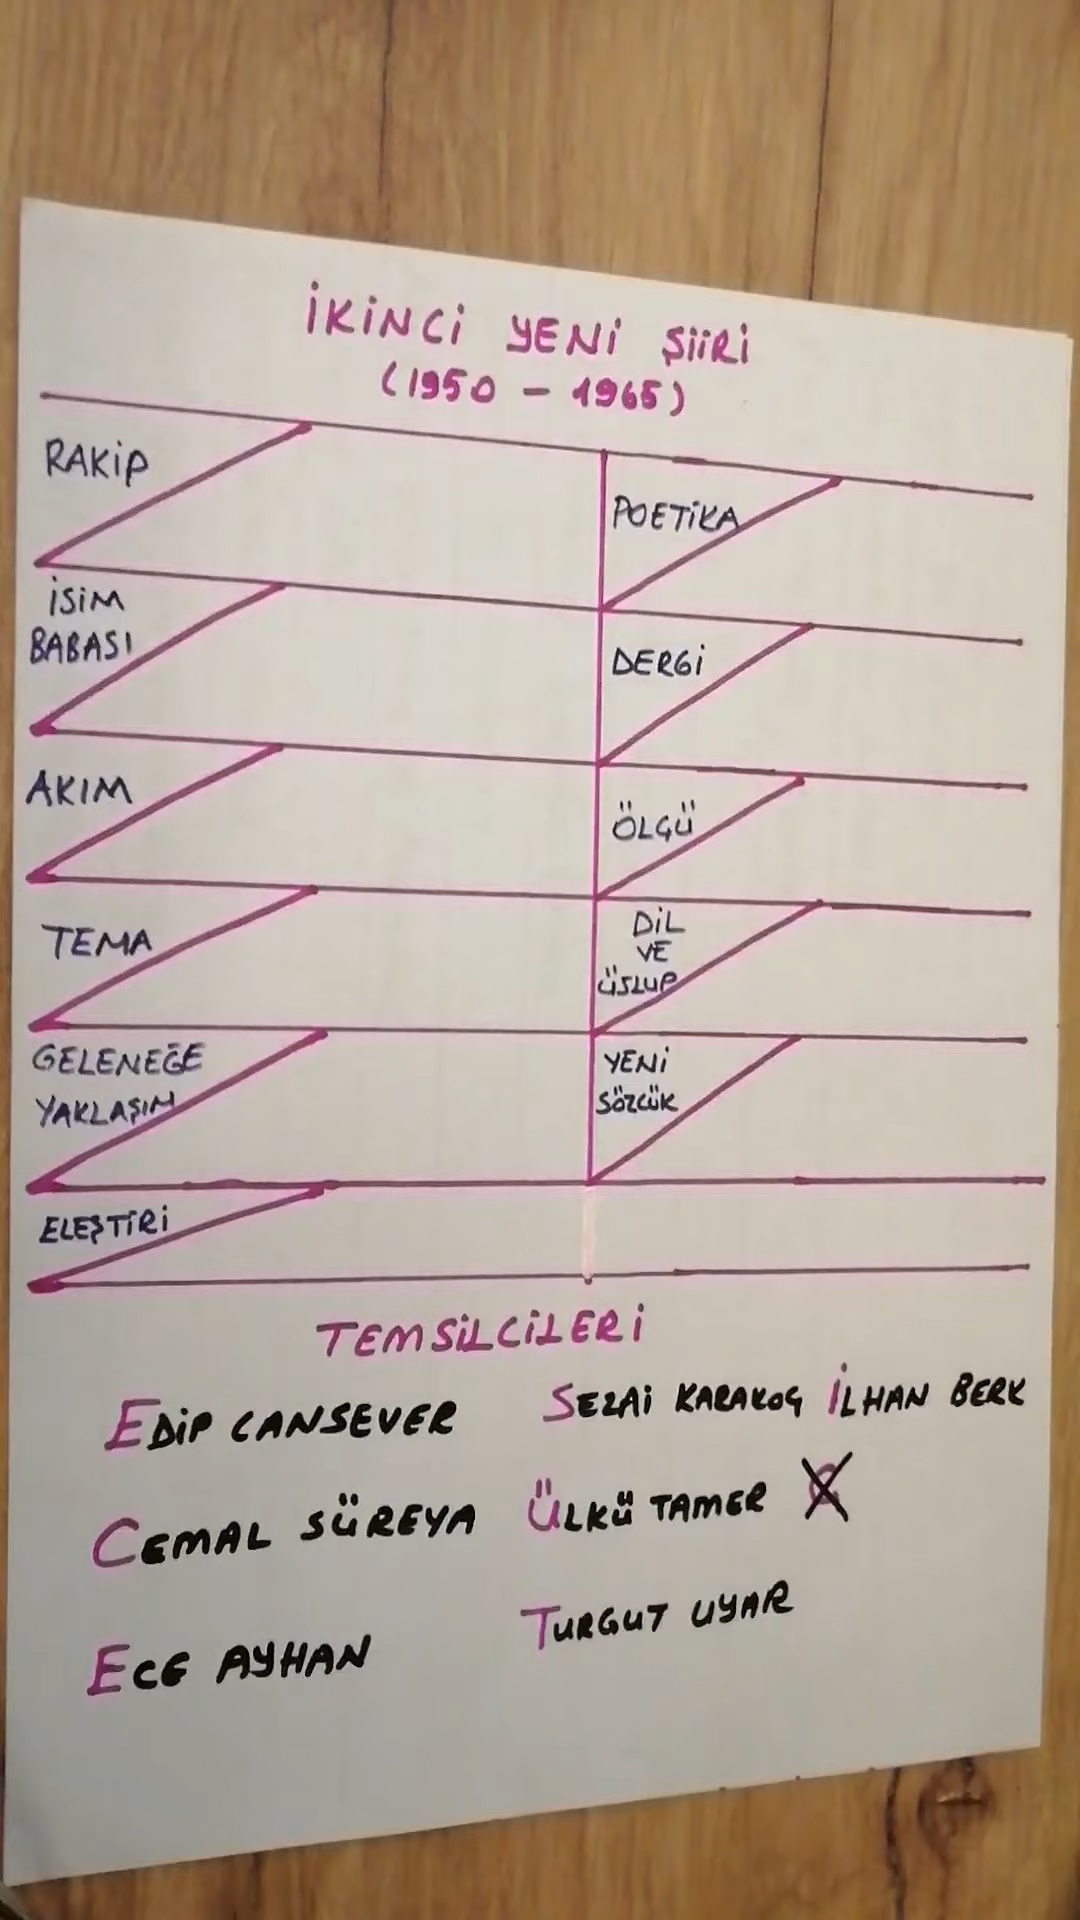 İKİNCİ YENİ ŞİİRİ
(1950 - 1965)
RAKİP
POETİKA
İSİM
BABASI
DERGİ
AKIM
ÖLÇÜ
TEMA
DİL
VE
ÜSLUP
GELENEĞE
YAKLAŞIM
YENİ
SÖZCÜK
ELEŞTİRİ
TEMSİLCİLERİ
EDİP CANSEVER
SEZAİ KARAKOÇ İLHAN BERK
CEMAL SÜREYA
ÜLKÜ TAMER
ECE AYHAN
TURGUT UYAR